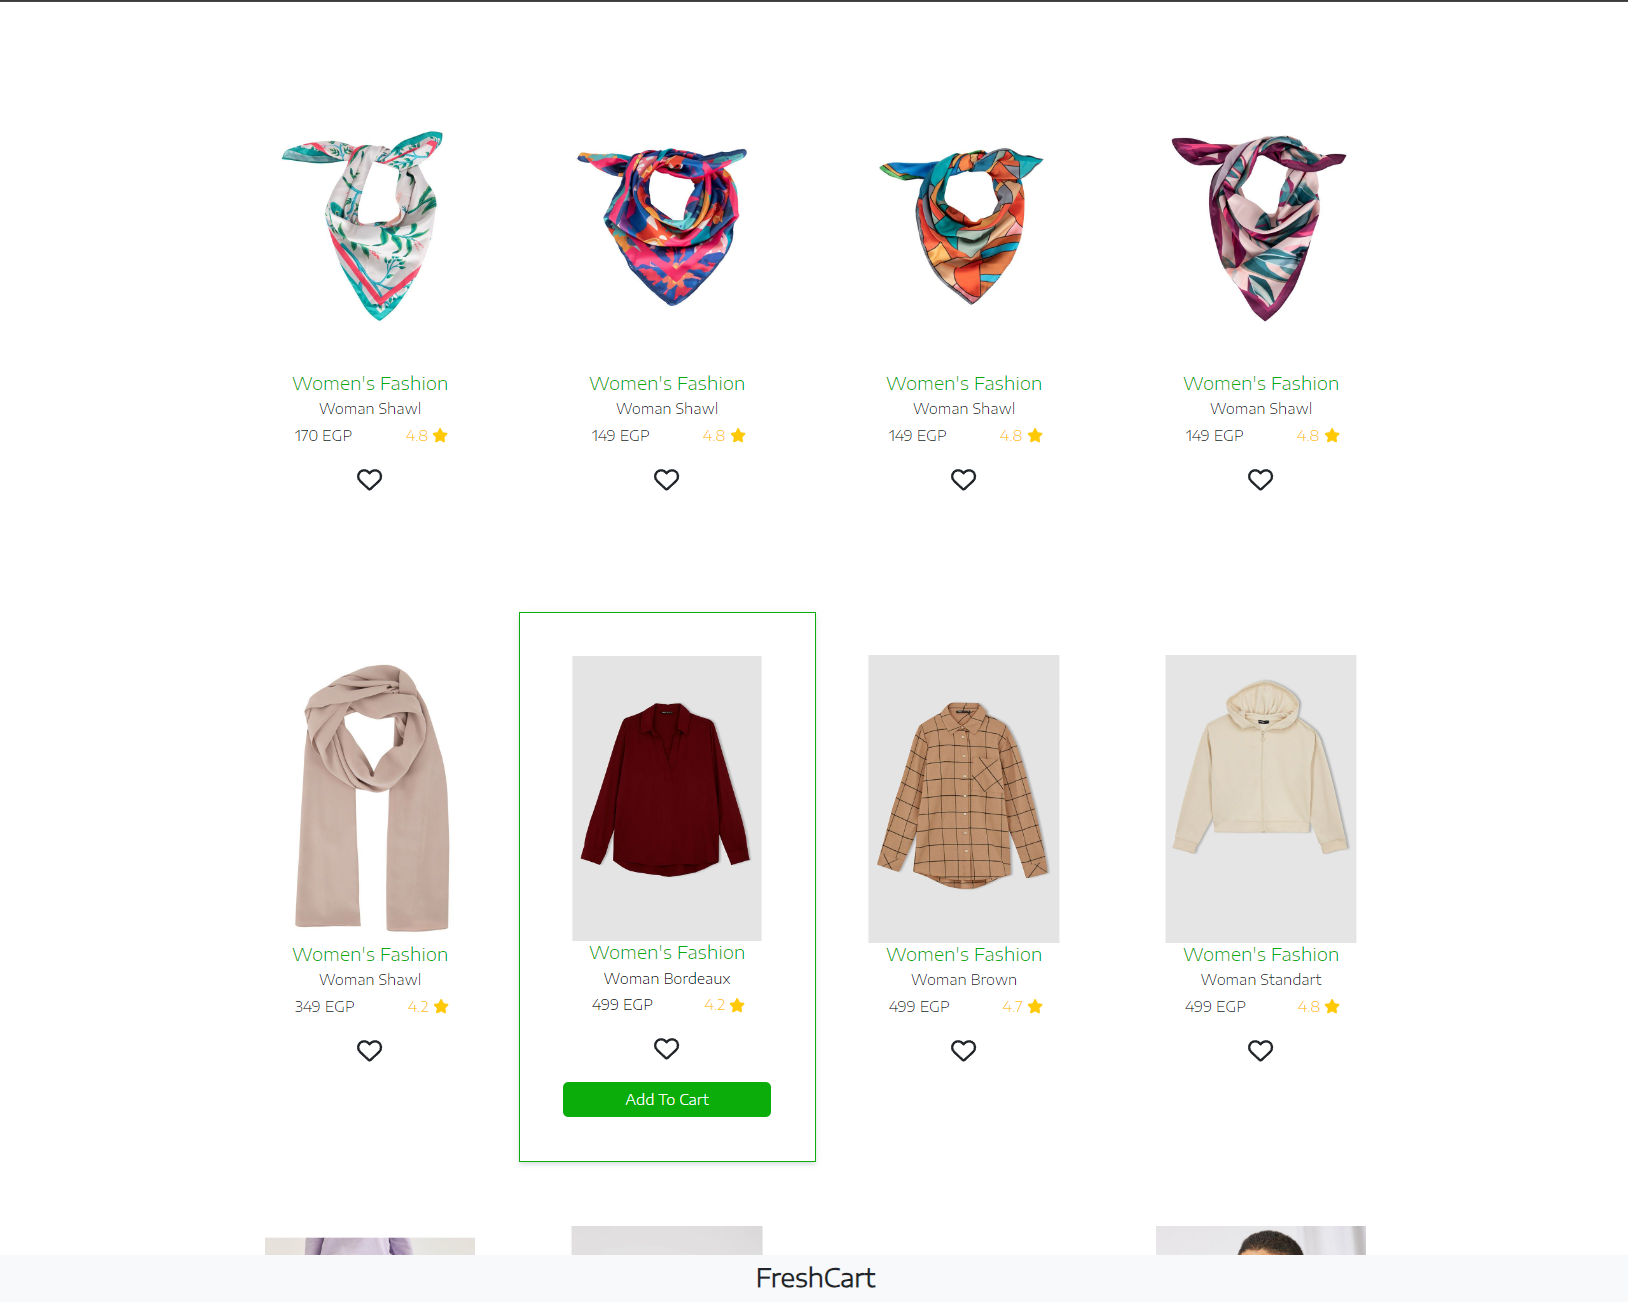 Women's Fashion
Woman Shawl
170 EGP 4.8
Women's Fashion
Woman Shawl
149 EGP 4.8
Women's Fashion
Woman Shawl
149 EGP 4.8
Women's Fashion
Woman Shawl
149 EGP 4.8
Women's Fashion
Woman Shawl
349 EGP 4.2
Women's Fashion
Woman Bordeaux
499 EGP 4.2
Add To Cart
Women's Fashion
Woman Brown
499 EGP 4.7
Women's Fashion
Woman Standart
499 EGP 4.8
FreshCart